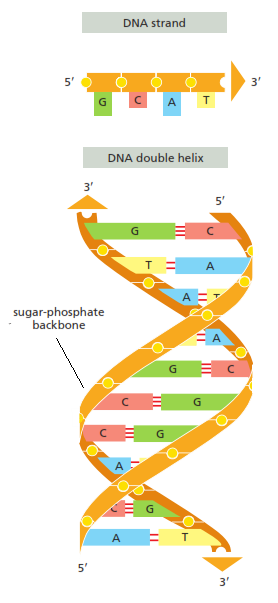 DNA strand
5′ 3′
G C A T
DNA double helix
3′ 5′
G C
T A
A T
A
G C
sugar-phosphate
backbone
C G
C G
A
C G
A T
5′ 3′